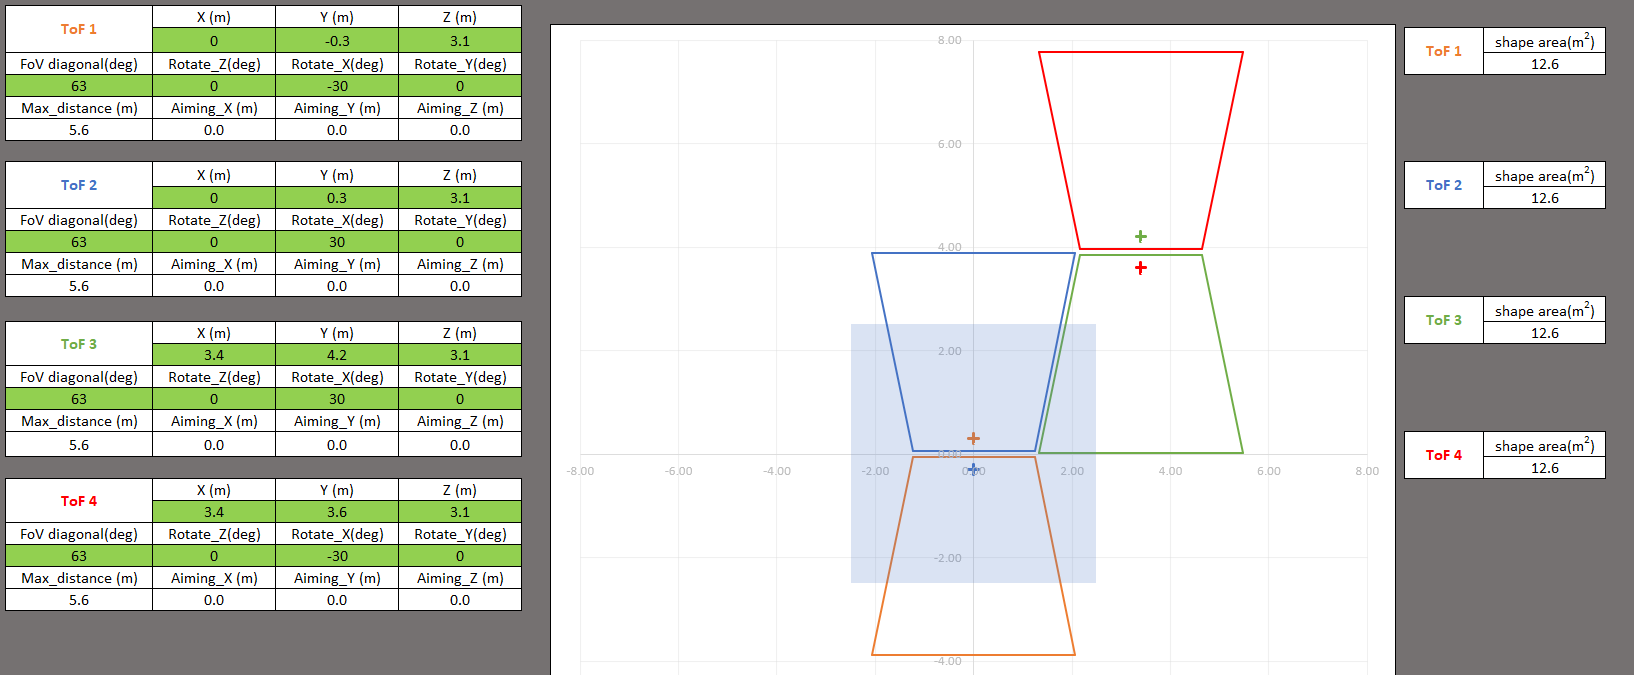 ToF 1 X (m) Y (m) Z (m)
0 -0.3 3.1
FoV diagonal(deg) Rotate_Z(deg) Rotate_X(deg) Rotate_Y(deg)
63 0 -30 0
Max_distance (m) Aiming_X (m) Aiming_Y (m) Aiming_Z (m)
5.6 0.0 0.0 0.0
ToF 2 X (m) Y (m) Z (m)
0 0.3 3.1
FoV diagonal(deg) Rotate_Z(deg) Rotate_X(deg) Rotate_Y(deg)
63 0 30 0
Max_distance (m) Aiming_X (m) Aiming_Y (m) Aiming_Z (m)
5.6 0.0 0.0 0.0
ToF 3 X (m) Y (m) Z (m)
3.4 4.2 3.1
FoV diagonal(deg) Rotate_Z(deg) Rotate_X(deg) Rotate_Y(deg)
63 0 30 0
Max_distance (m) Aiming_X (m) Aiming_Y (m) Aiming_Z (m)
5.6 0.0 0.0 0.0
ToF 4 X (m) Y (m) Z (m)
3.4 3.6 3.1
FoV diagonal(deg) Rotate_Z(deg) Rotate_X(deg) Rotate_Y(deg)
63 0 -30 0
Max_distance (m) Aiming_X (m) Aiming_Y (m) Aiming_Z (m)
5.6 0.0 0.0 0.0
8.00
6.00
4.00
2.00
0.00
-8.00 -6.00 -4.00 -2.00 0.00 2.00 4.00 6.00 8.00
-2.00
-4.00
ToF 1 shape area(m²)
12.6
ToF 2 shape area(m²)
12.6
ToF 3 shape area(m²)
12.6
ToF 4 shape area(m²)
12.6